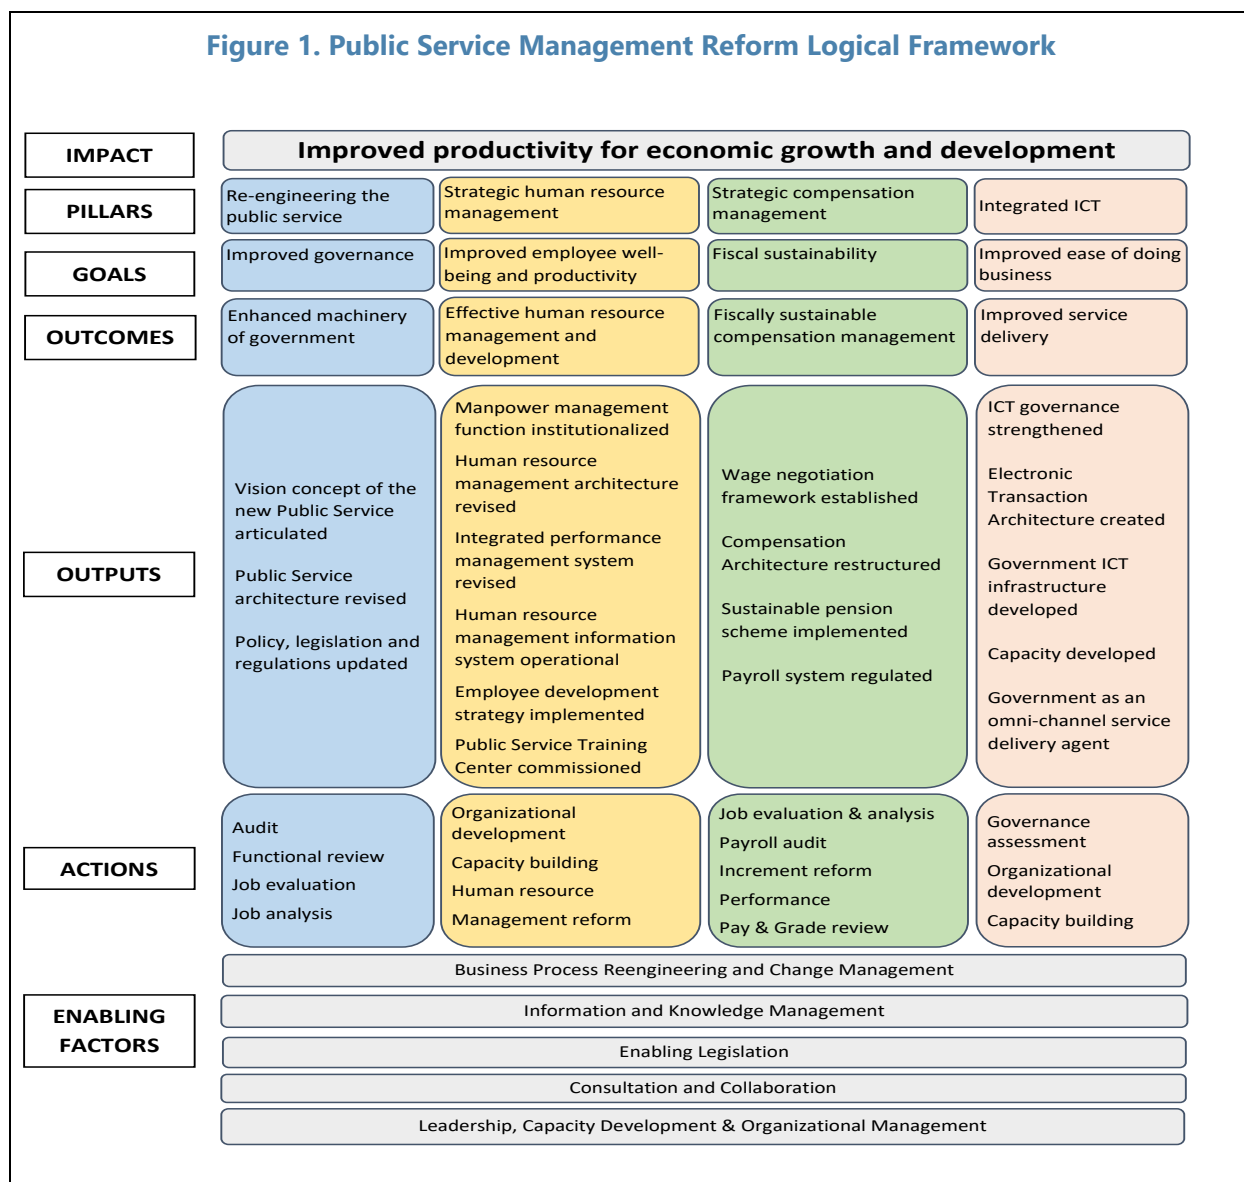 Figure 1. Public Service Management Reform Logical Framework
IMPACT
Improved productivity for economic growth and development
PILLARS
Re-engineering the
public service
Strategic human resource
management
Strategic compensation
management
Integrated ICT
GOALS
Improved governance
Improved employee well-
being and productivity
Fiscal sustainability
Improved ease of doing
business
OUTCOMES
Enhanced machinery
of government
Effective human resource
management and
development
Fiscally sustainable
compensation management
Improved service
delivery
OUTPUTS
Vision concept of the
new Public Service
articulated
Public Service
architecture revised
Policy, legislation and
regulations updated
Manpower management
function institutionalized
Human resource
management architecture
revised
Integrated performance
management system
revised
Human resource
management information
system operational
Employee development
strategy implemented
Public Service Training
Center commissioned
Wage negotiation
framework established
Compensation
Architecture restructured
Sustainable pension
scheme implemented
Payroll system regulated
ICT governance
strengthened
Electronic
Transaction
Architecture created
Government ICT
infrastructure
developed
Capacity developed
Government as an
omni-channel service
delivery agent
ACTIONS
Audit
Functional review
Job evaluation
Job analysis
Organizational
development
Capacity building
Human resource
Management reform
Job evaluation & analysis
Payroll audit
Increment reform
Performance
Pay & Grade review
Governance
assessment
Organizational
development
Capacity building
ENABLING
FACTORS
Business Process Reengineering and Change Management
Information and Knowledge Management
Enabling Legislation
Consultation and Collaboration
Leadership, Capacity Development & Organizational Management